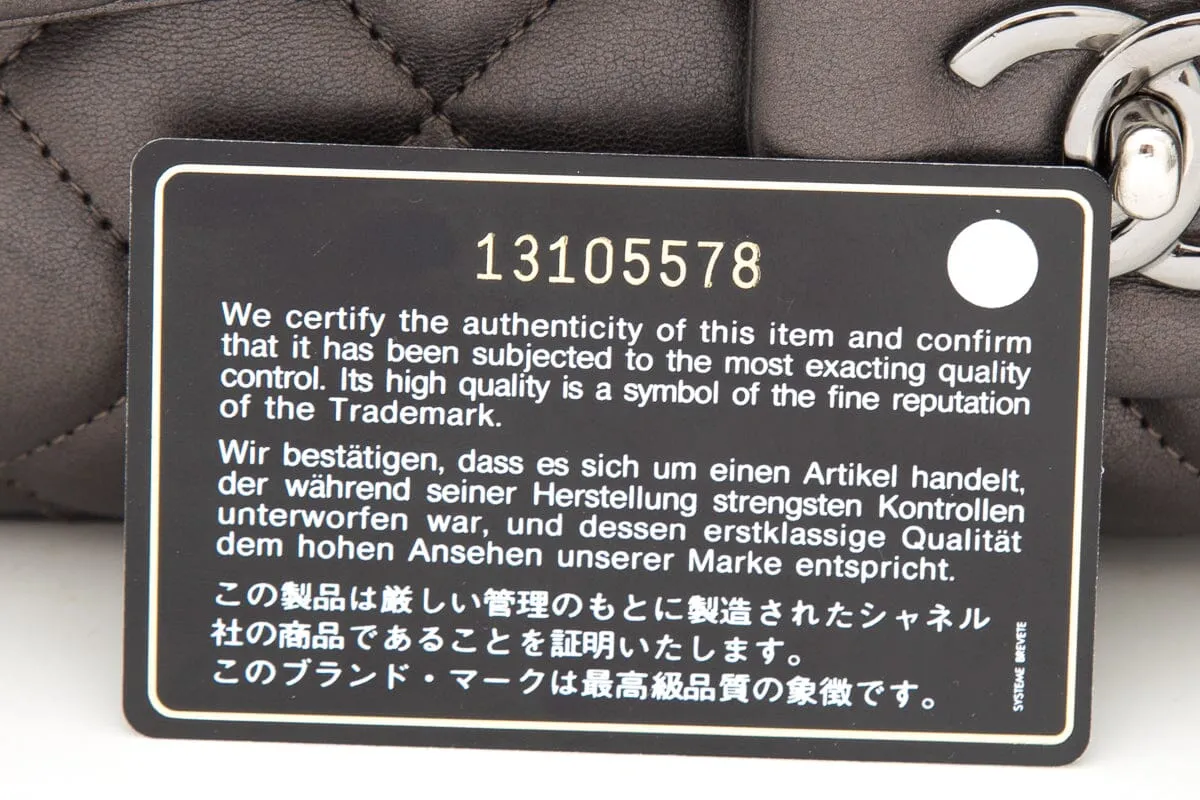 13105578
We certify the authenticity of this item and confirm
that it has been subjected to the most exacting quality
control. Its high quality is a symbol of the fine reputation
of the Trademark.
Wir bestätigen, dass es sich um einen Artikel handelt,
der während seiner Herstellung strengsten Kontrollen
unterworfen war, und dessen erstklassige Qualität
dem hohen Ansehen unserer Marke entspricht.
この製品は厳しい管理のもとに製造されたシャネル
社の商品であることを証明いたします。
このブランド・マークは最高級品質の象徴です。
SYSTEME BREVETE